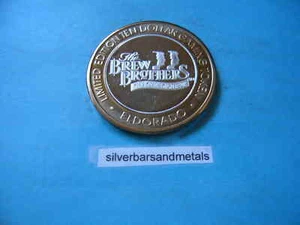 LIMITED EDITION TEN DOLLAR GAMING TOKEN
The
BREW
BROTHERS
• ELDORADO •
silverbarsandmetals